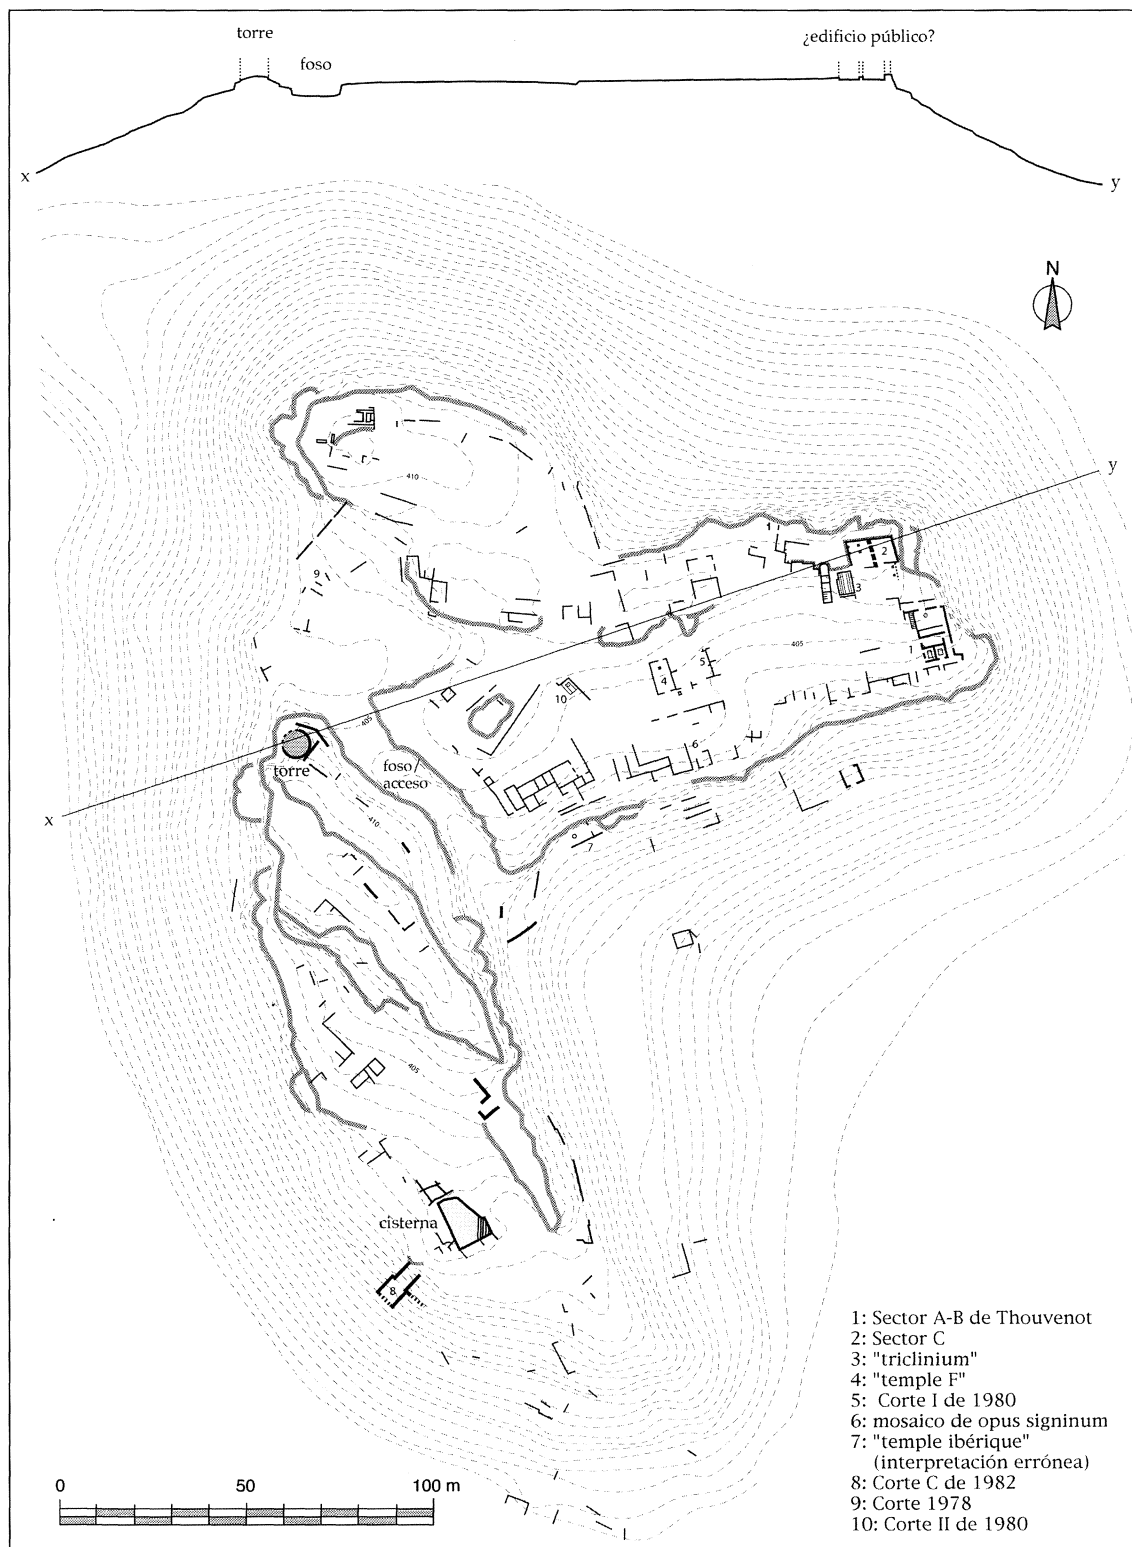 torre
¿edificio público?
foso
x
y
N
410
y
1
2
9
3
405
1
5
4
10
405
6
torre
foso/
acceso
x
410
7
405
cisterna
8
1: Sector A-B de Thouvenot
2: Sector C
3: "triclinium"
4: "temple F"
5: Corte I de 1980
6: mosaico de opus signinum
7: "temple ibérique"
(interpretación errónea)
8: Corte C de 1982
9: Corte 1978
10: Corte II de 1980
0 50 100 m